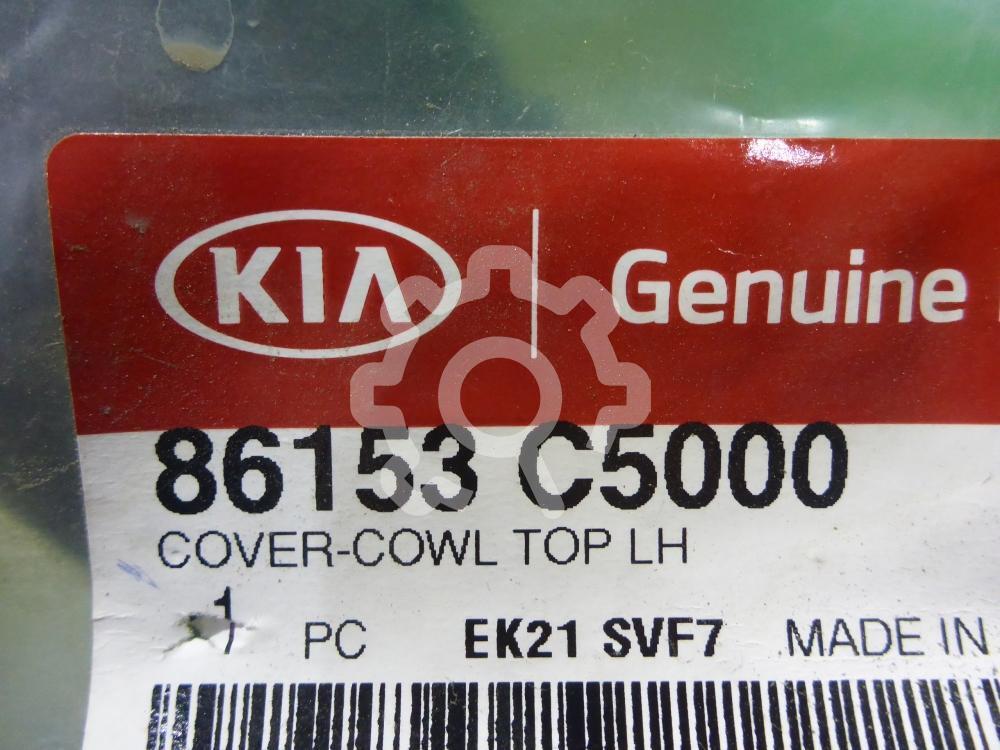 KIA Genuine
86153 C5000
COVER-COWL TOP LH
1 PC EK21 SVF7 MADE IN